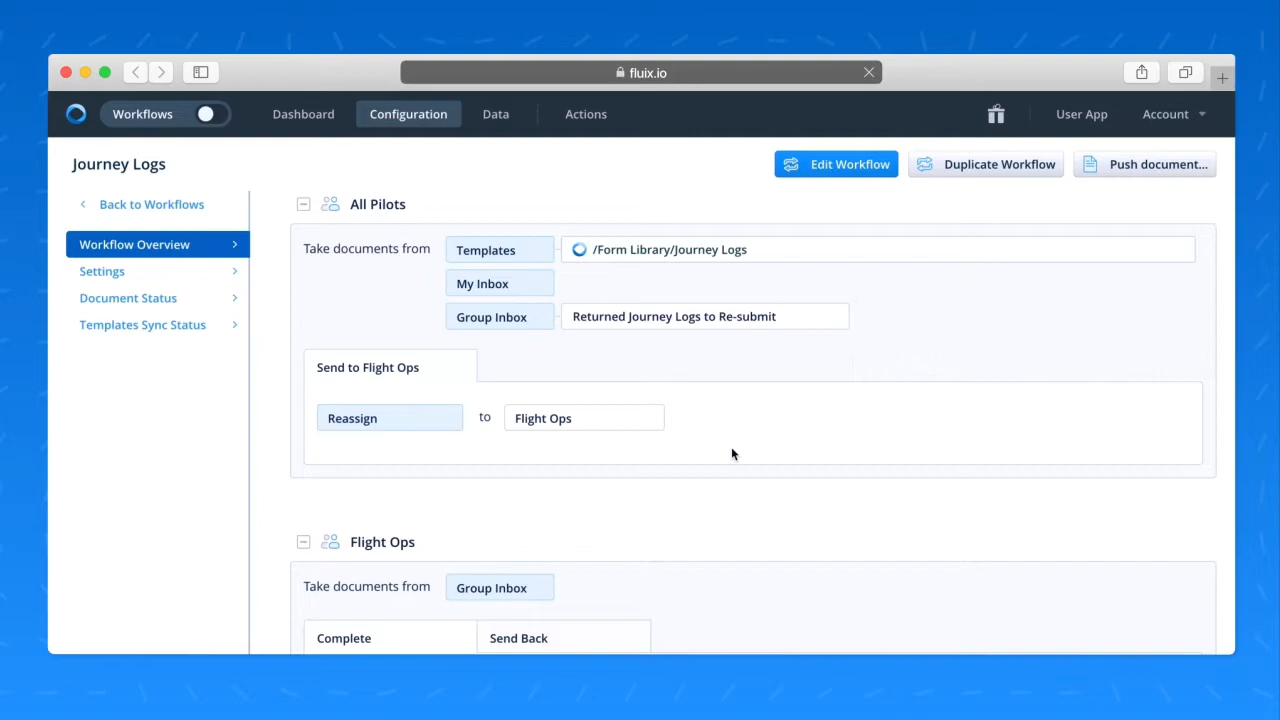 fluix.io
Workflows Dashboard Configuration Data Actions User App Account
Journey Logs Edit Workflow Duplicate Workflow Push document...
Back to Workflows
Workflow Overview
Settings
Document Status
Templates Sync Status
All Pilots
Take documents from Templates /Form Library/Journey Logs
My Inbox
Group Inbox Returned Journey Logs to Re-submit
Send to Flight Ops
Reassign to Flight Ops
Flight Ops
Take documents from Group Inbox
Complete Send Back